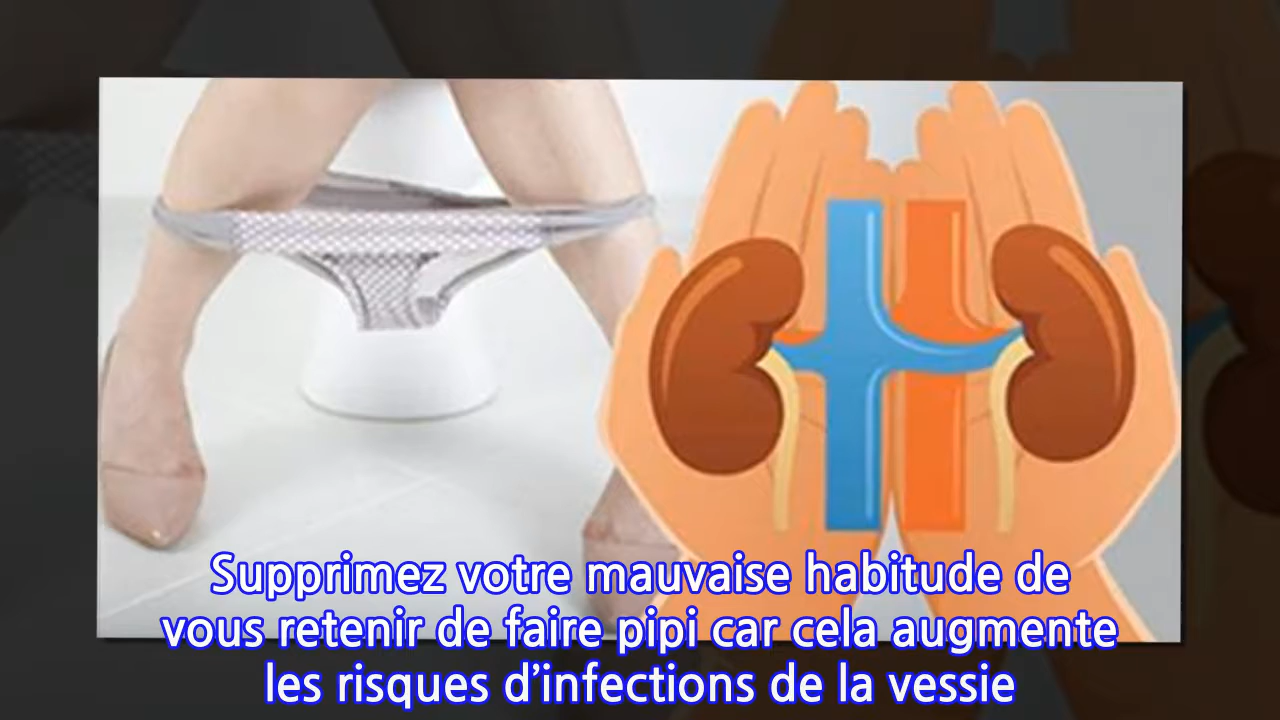 Supprimez votre mauvaise habitude de
vous retenir de faire pipi car cela augmente
les risques d’infections de la vessie